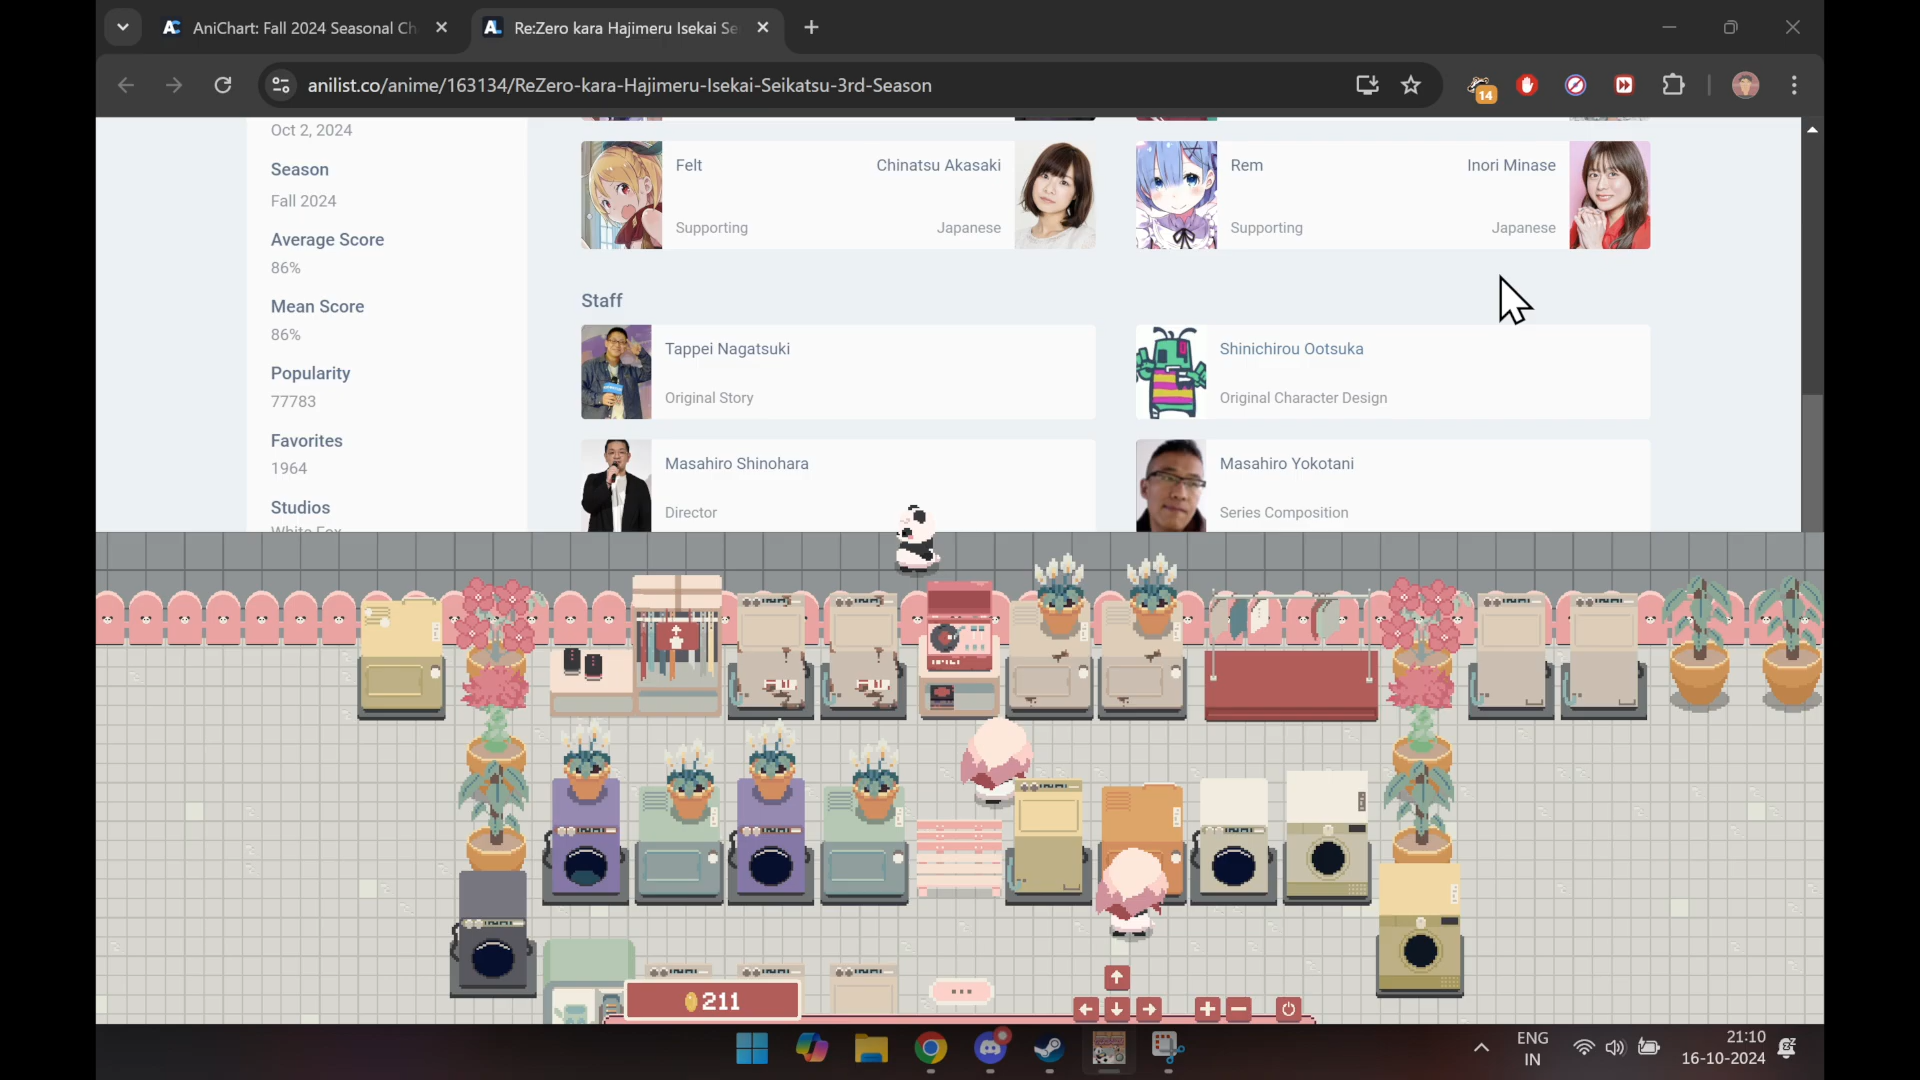 AniChart: Fall 2024 Seasonal Ch
Re:Zero kara Hajimeru Isekai Se
anilist.co/anime/163134/ReZero-kara-Hajimeru-Isekai-Seikatsu-3rd-Season
14
Oct 2, 2024
Season
Fall 2024
Average Score
86%
Mean Score
86%
Popularity
77783
Favorites
1964
Studios
White Fox
Felt
Chinatsu Akasaki
Supporting
Japanese
Rem
Inori Minase
Supporting
Japanese
Staff
Tappei Nagatsuki
Original Story
Shinichirou Ootsuka
Original Character Design
Masahiro Shinohara
Director
Masahiro Yokotani
Series Composition
211
ENG
IN
21:10
16-10-2024